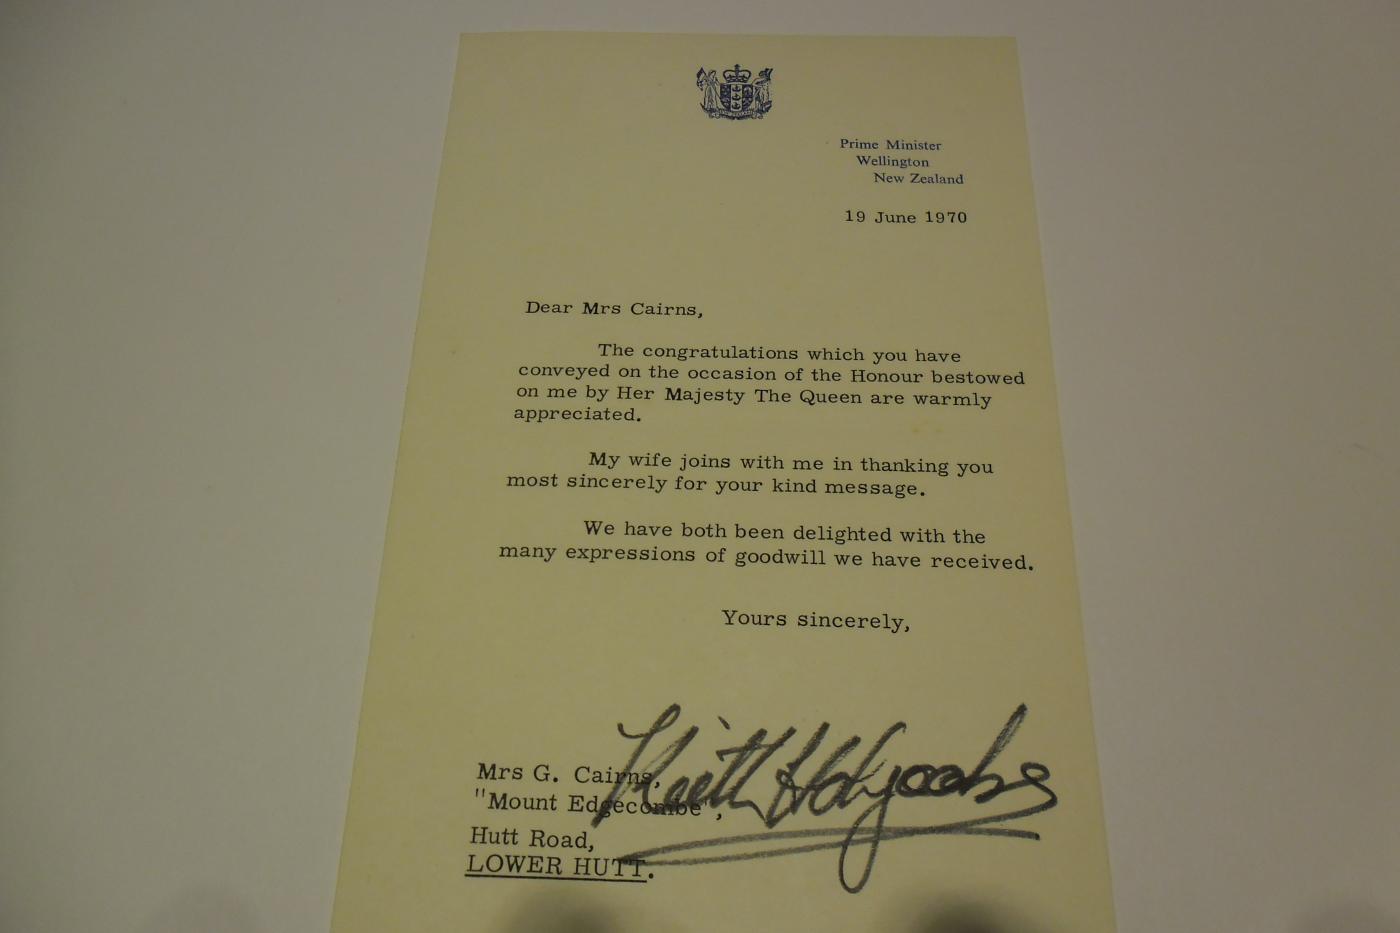 Prime Minister
Wellington
New Zealand
19 June 1970
Dear Mrs Cairns,
The congratulations which you have
conveyed on the occasion of the Honour bestowed
on me by Her Majesty The Queen are warmly
appreciated.
My wife joins with me in thanking you
most sincerely for your kind message.
We have both been delighted with the
many expressions of goodwill we have received.
Yours sincerely,
Keith Holyoake
Mrs G. Cairns,
"Mount Edgecombe",
Hutt Road,
LOWER HUTT.